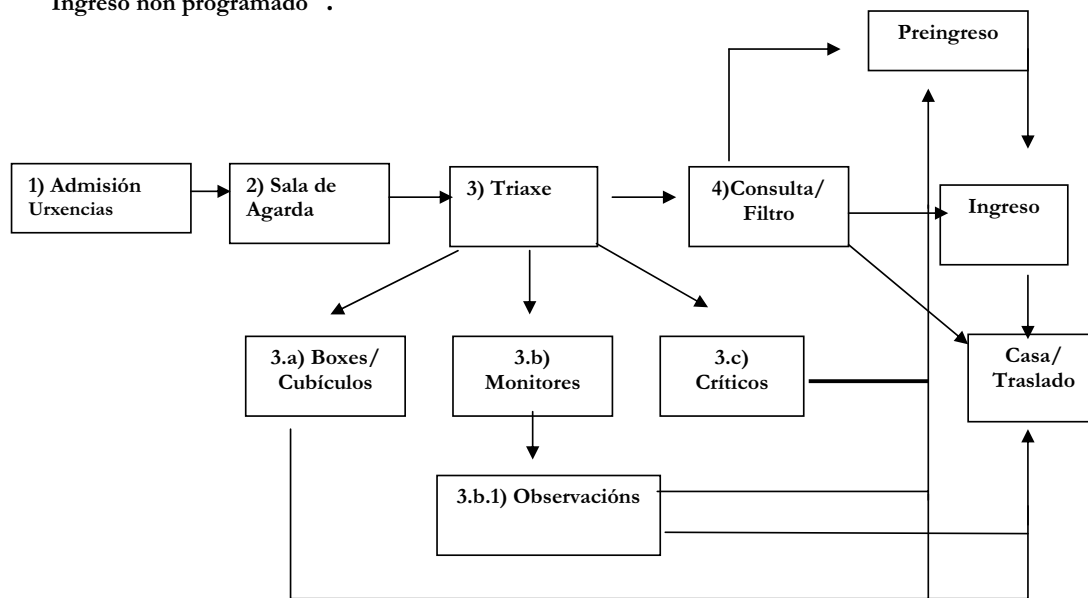 Ingreso non programado .
Preingreso
1) Admisión
Urxencias
2) Sala de
Agarda
3) Triaxe
4)Consulta/
Filtro
Ingreso
3.a) Boxes/
Cubículos
3.b)
Monitores
3.c)
Críticos
Casa/
Traslado
3.b.1) Observacións